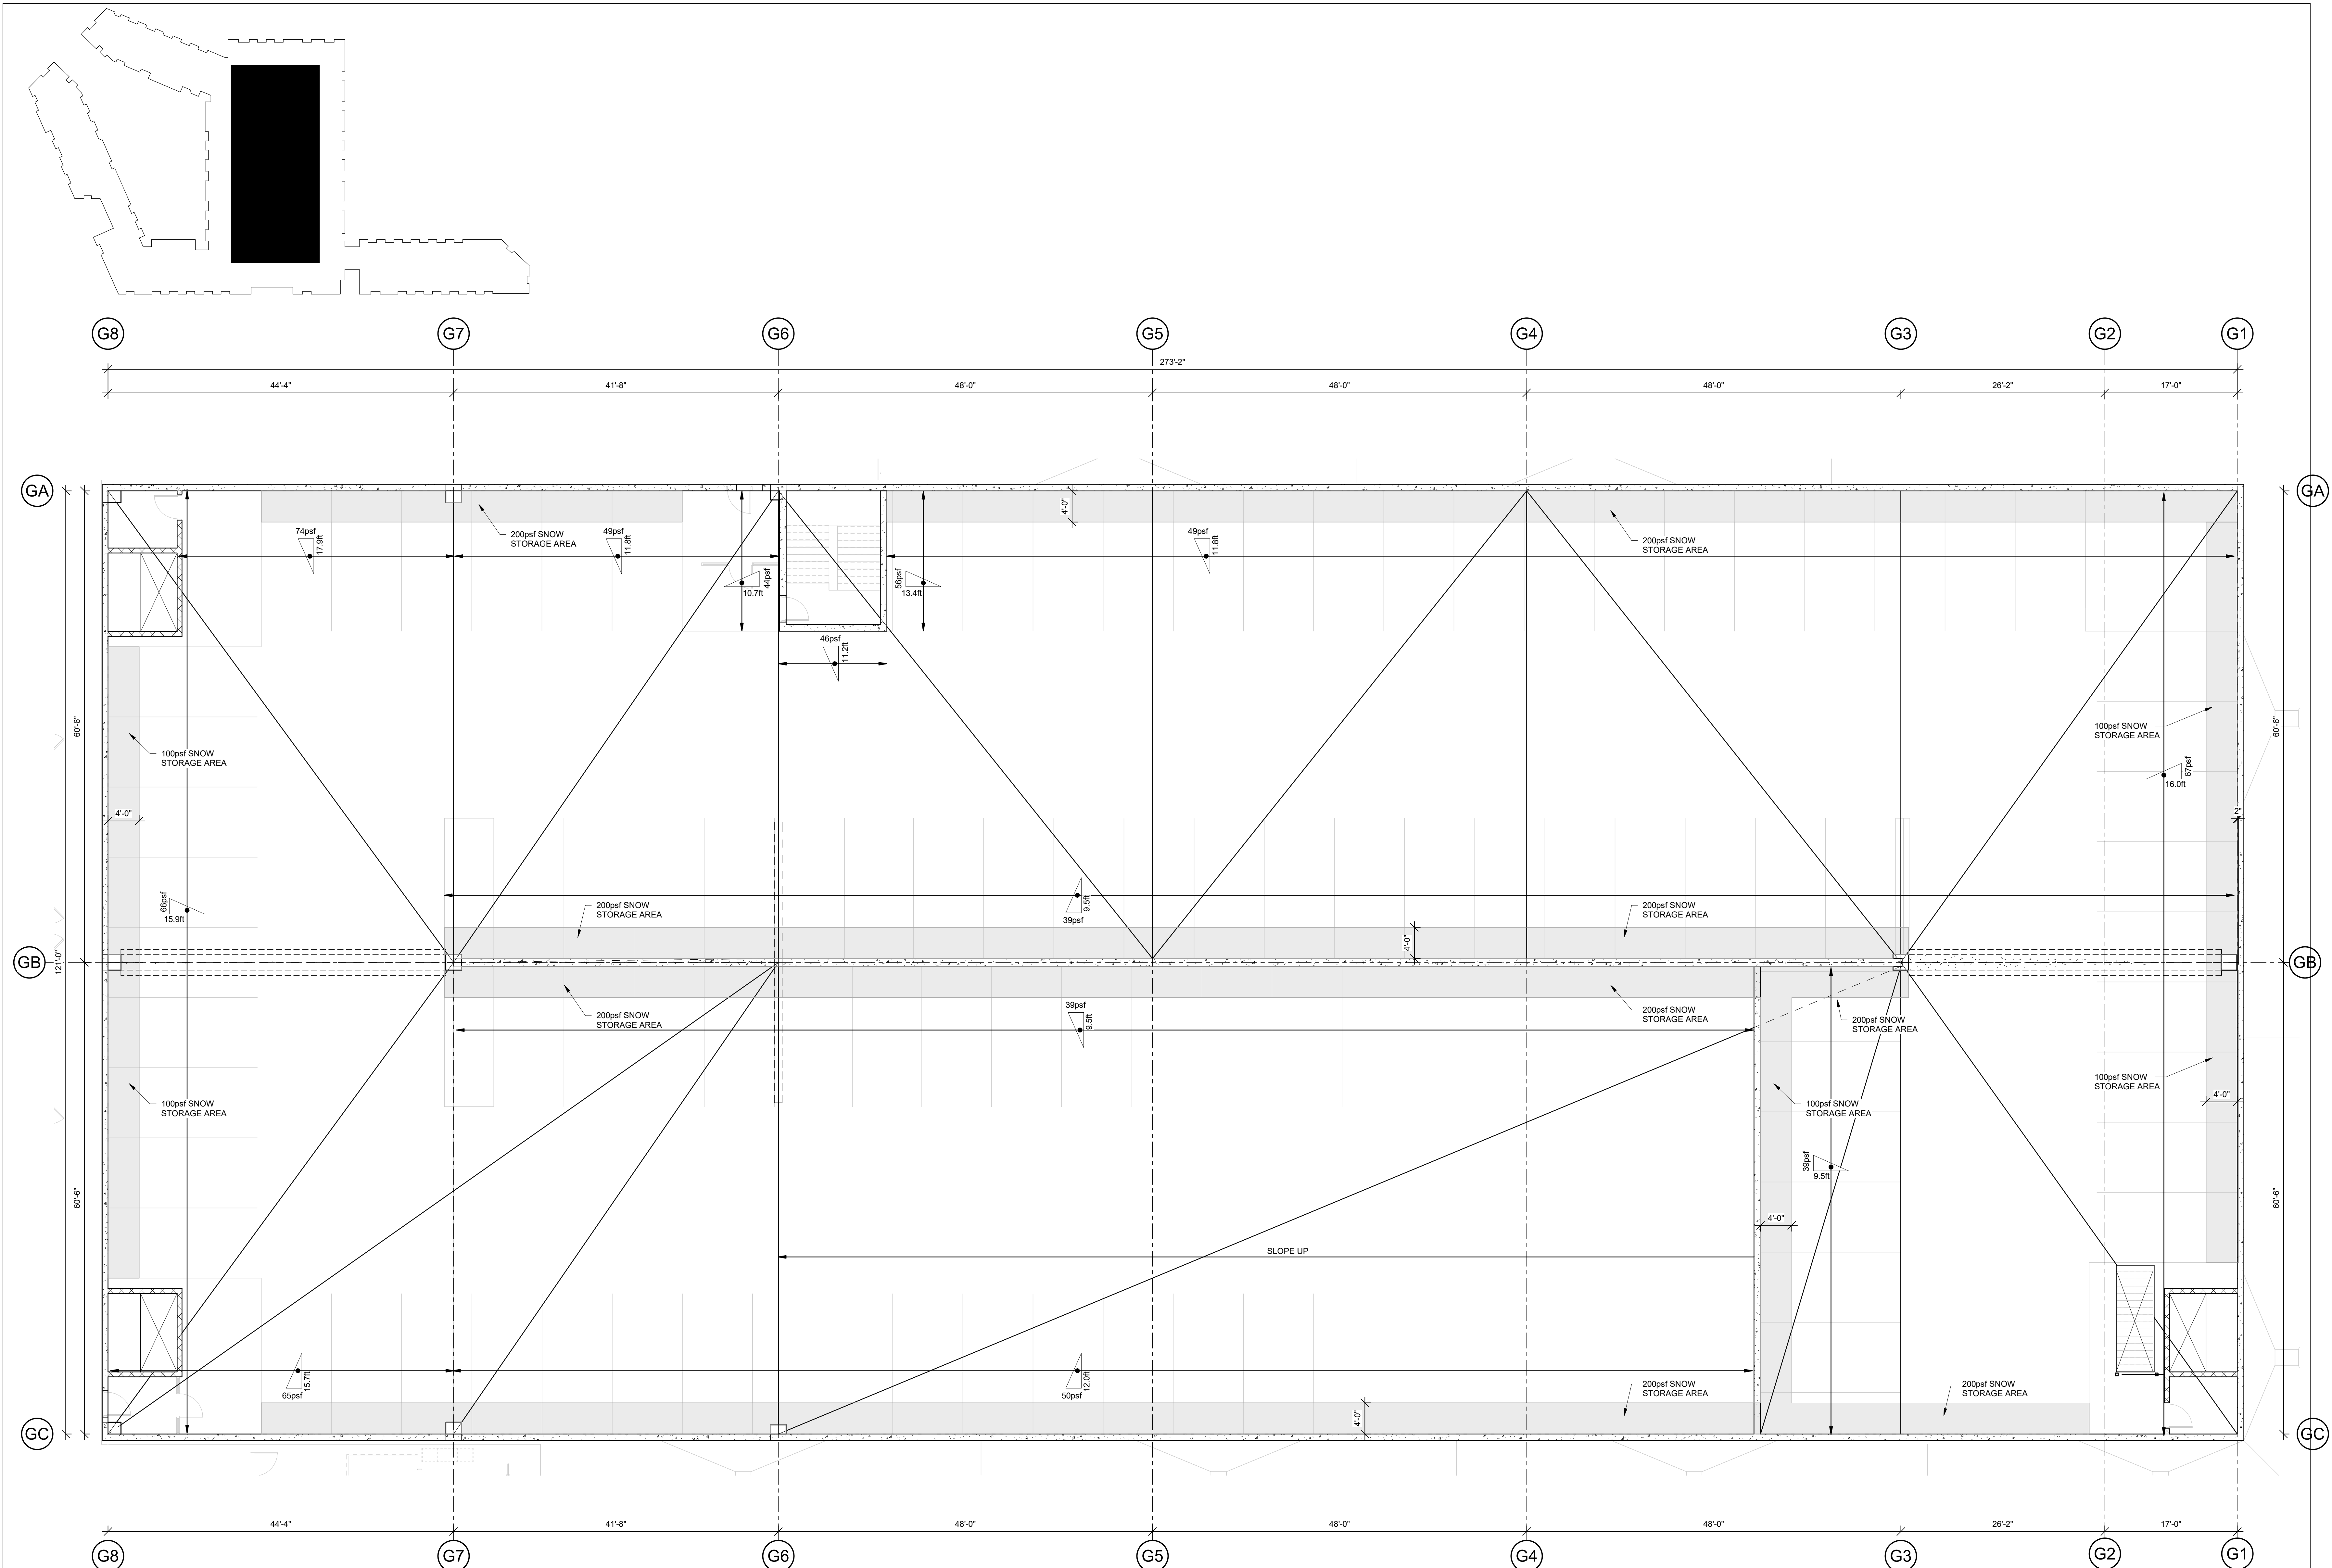 G8
G7
G6
G5
G4
G3
G2
G1
273'-2"
44'-4"
41'-8"
48'-0"
48'-0"
48'-0"
26'-2"
17'-0"
GA
GA
4'-0"
74psf
17.9ft
200psf SNOW
STORAGE AREA
49psf
11.8ft
44psf
10.7ft
56psf
13.4ft
49psf
11.8ft
200psf SNOW
STORAGE AREA
46psf
11.2ft
60'-6"
100psf SNOW
STORAGE AREA
100psf SNOW
STORAGE AREA
60'-6"
67psf
16.0ft
4'-0"
2"
66psf
15.9ft
200psf SNOW
STORAGE AREA
9.5ft
39psf
200psf SNOW
STORAGE AREA
4'-0"
GB
121'-0"
GB
200psf SNOW
STORAGE AREA
39psf
9.5ft
200psf SNOW
STORAGE AREA
200psf SNOW
STORAGE AREA
100psf SNOW
STORAGE AREA
100psf SNOW
STORAGE AREA
100psf SNOW
STORAGE AREA
4'-0"
39psf
9.5ft
60'-6"
60'-6"
4'-0"
SLOPE UP
15.7ft
65psf
12.0ft
50psf
200psf SNOW
STORAGE AREA
200psf SNOW
STORAGE AREA
4'-0"
GC
GC
44'-4"
41'-8"
48'-0"
48'-0"
48'-0"
26'-2"
17'-0"
G8
G7
G6
G5
G4
G3
G2
G1